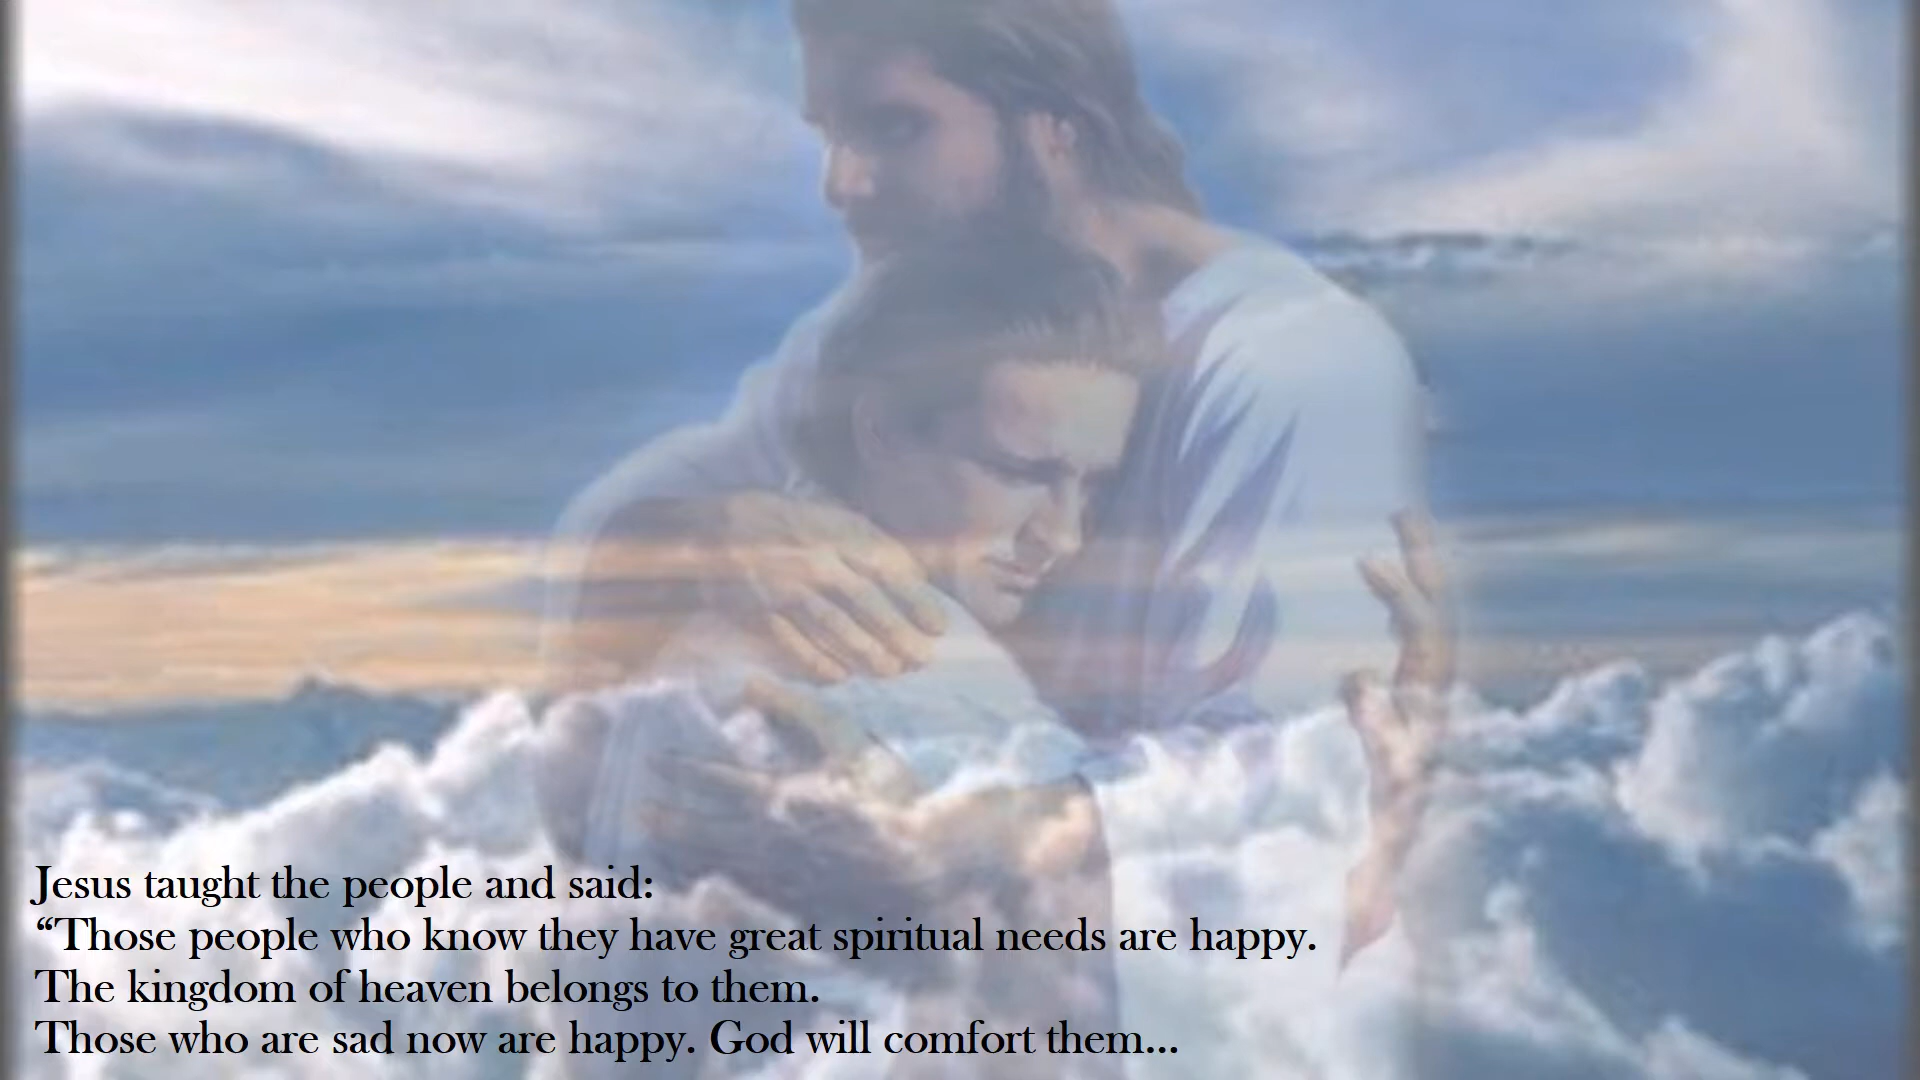 Jesus taught the people and said:
“Those people who know they have great spiritual needs are happy.
The kingdom of heaven belongs to them.
Those who are sad now are happy. God will comfort them...